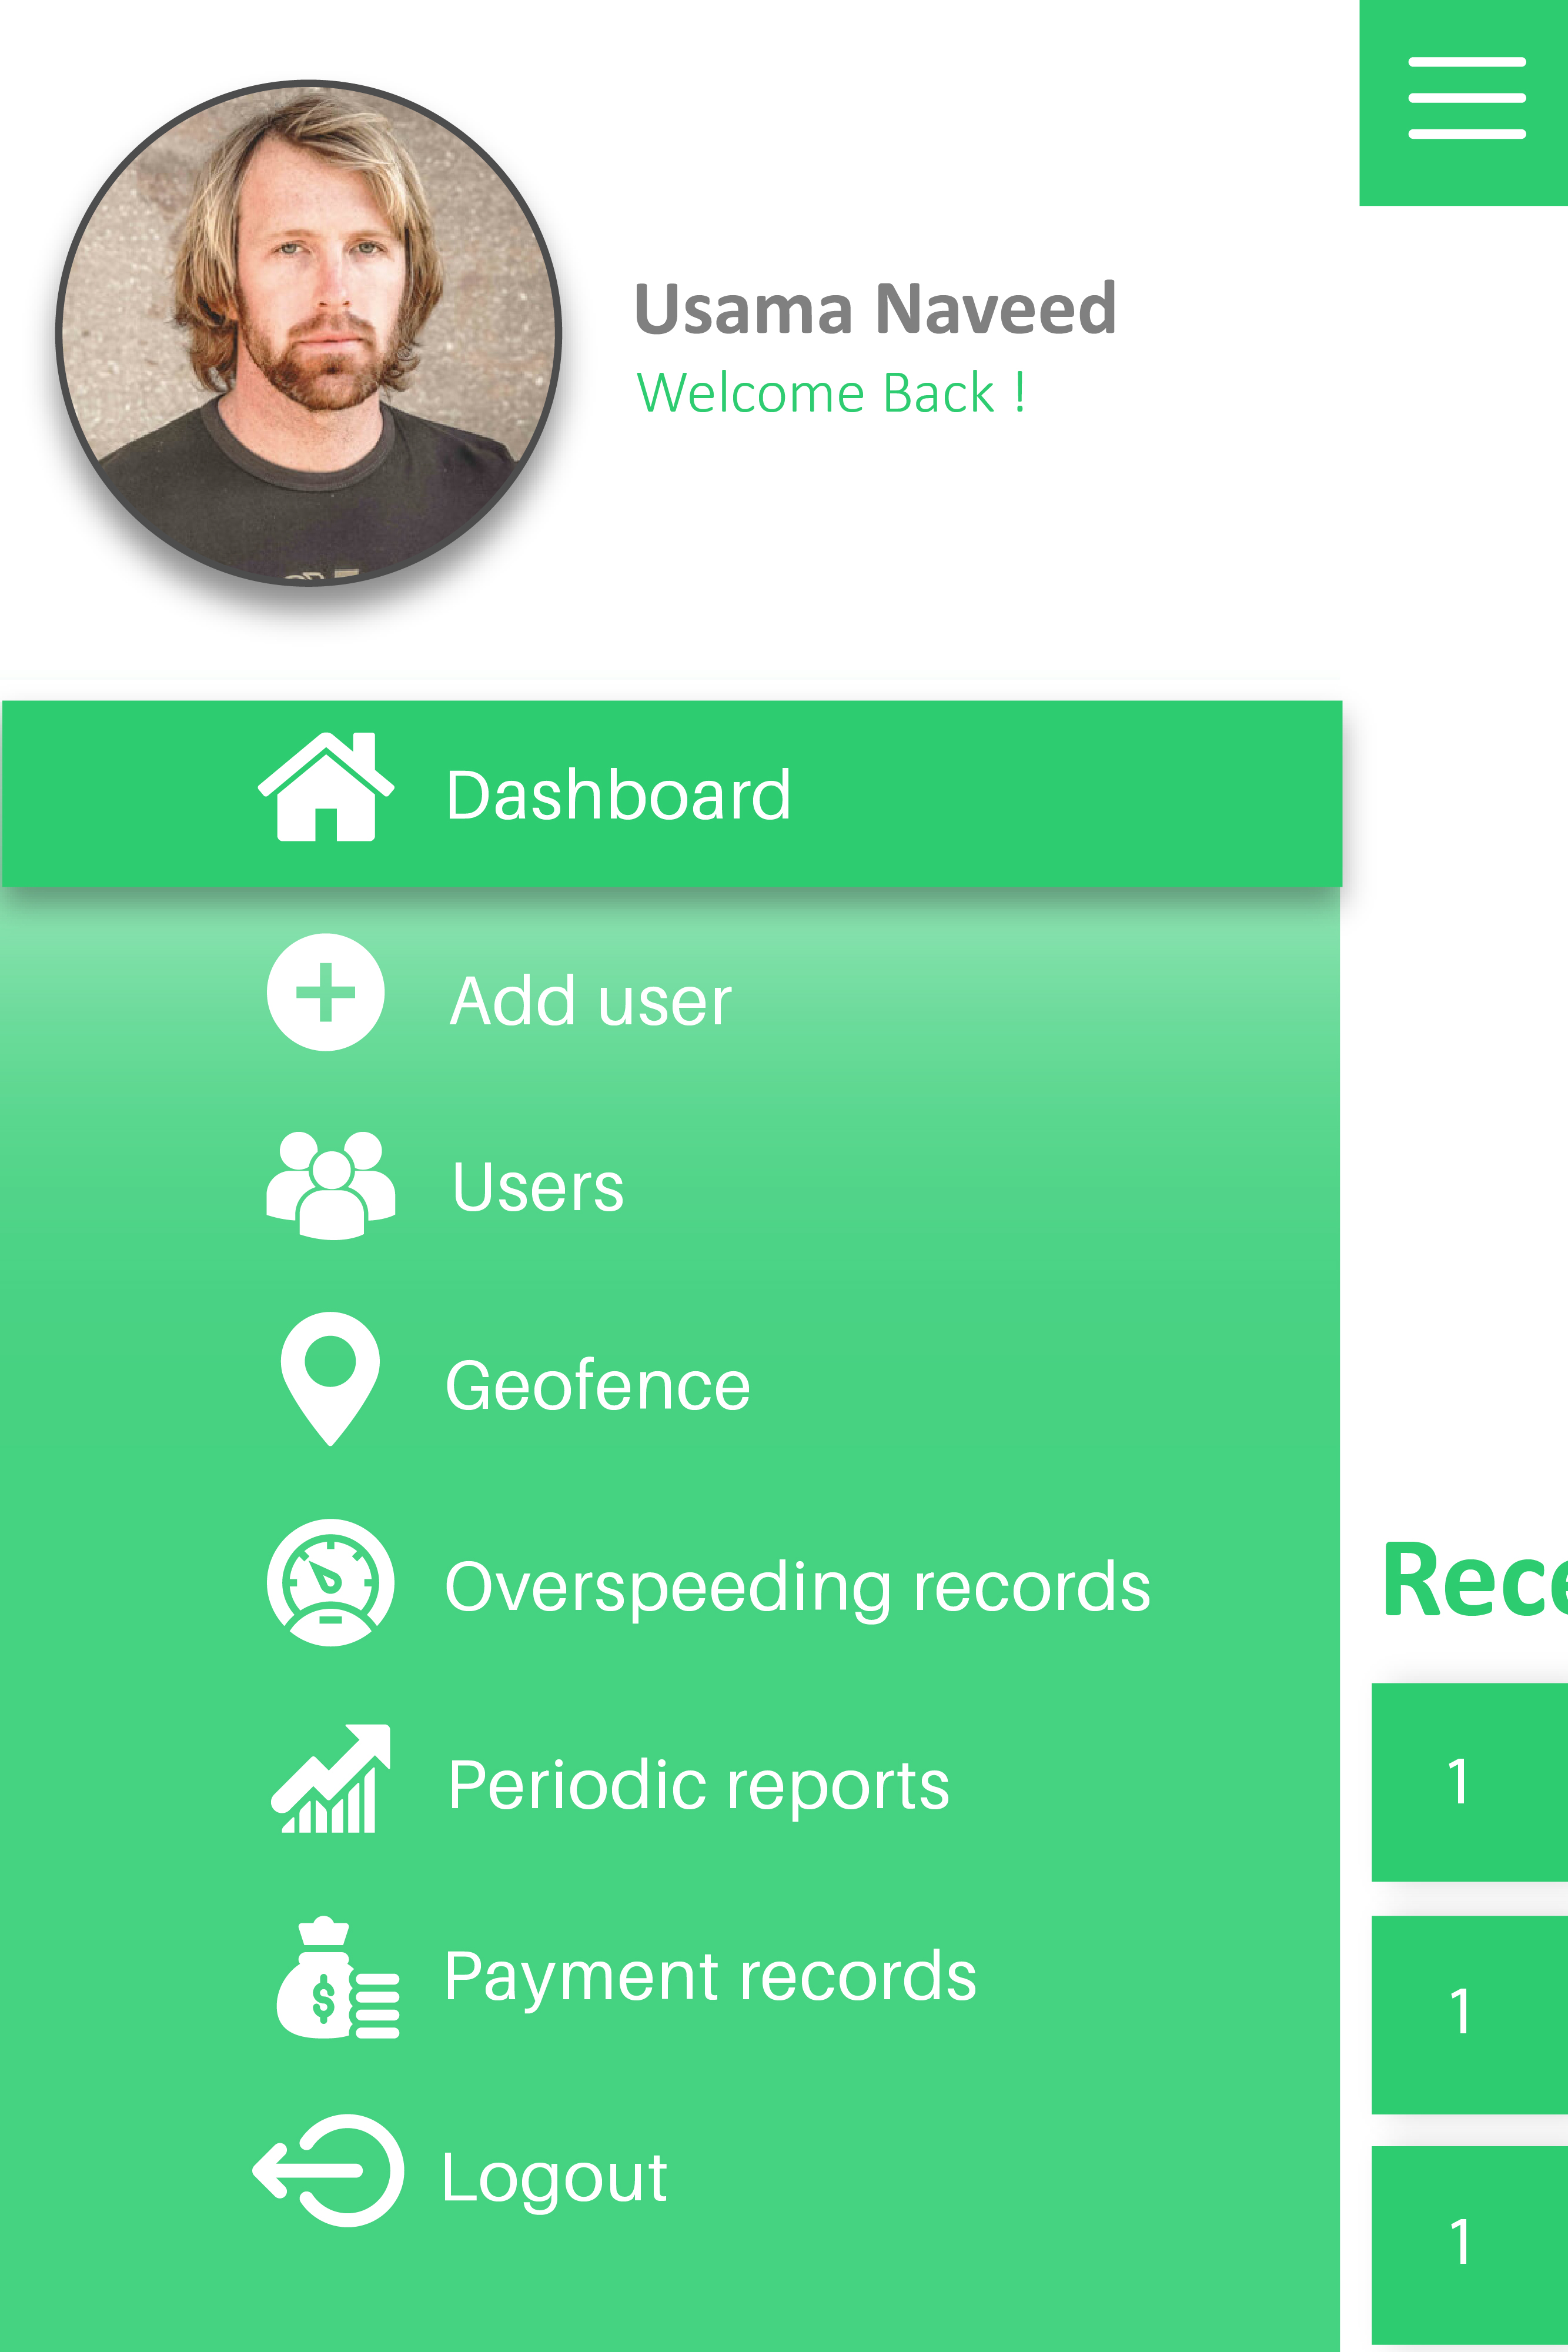 Usama Naveed
Welcome Back !
Dashboard
Add user
Users
Geofence
Overspeeding records
Periodic reports
Payment records
Logout
1
1
1